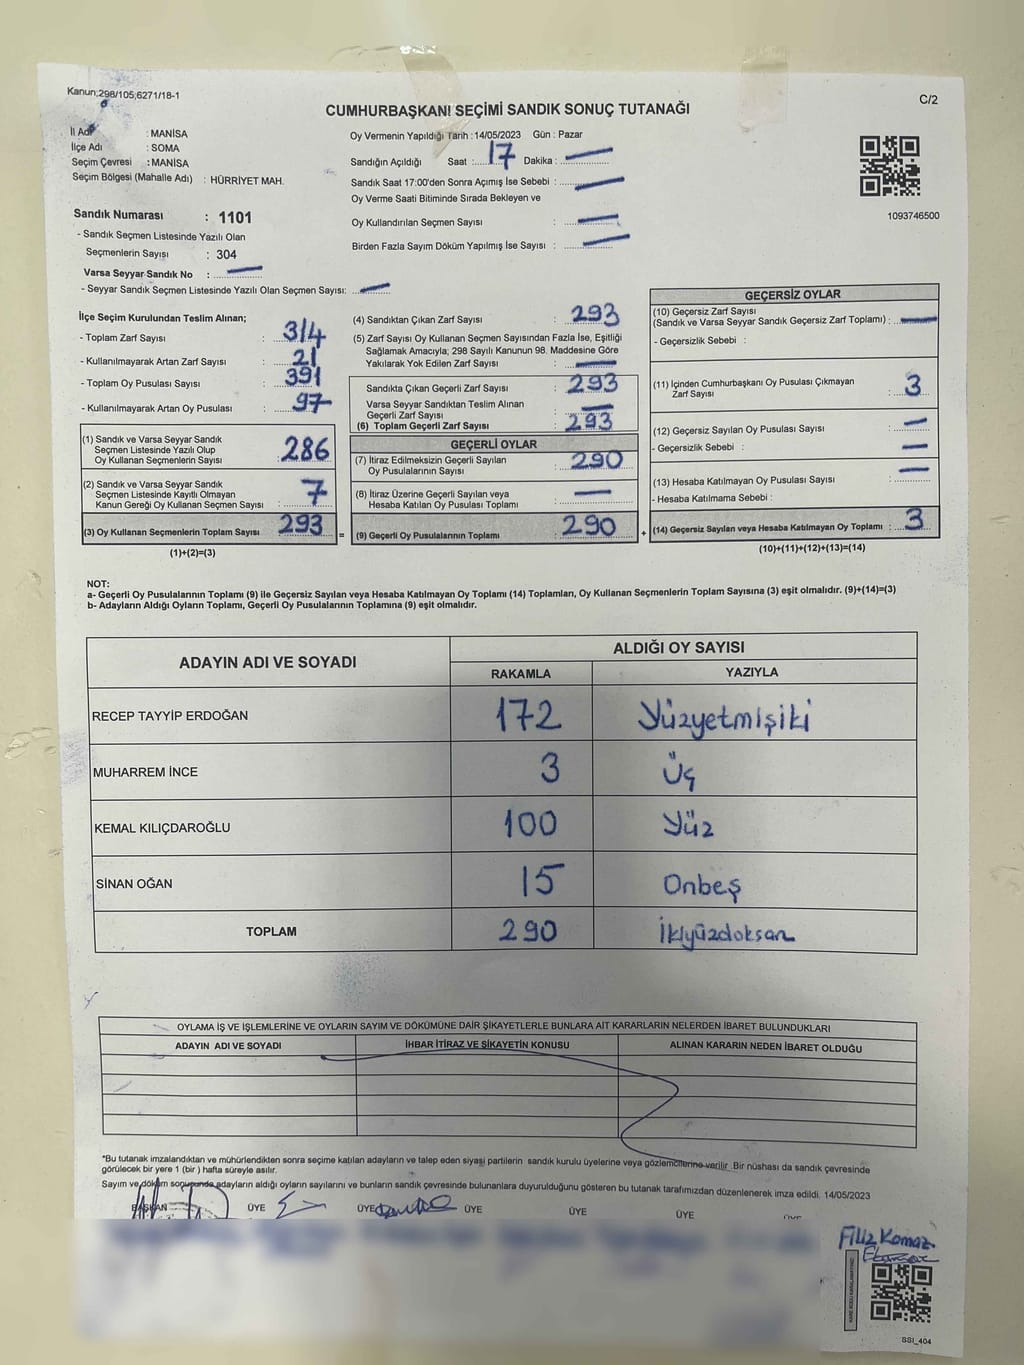 Kanun;298/105,6271/18-1
CUMHURBAŞKANI SEÇİMİ SANDIK SONUÇ TUTANAĞI
C/2
İl Adı : MANİSA
İlçe Adı : SOMA
Seçim Çevresi : MANİSA
Seçim Bölgesi (Mahalle Adı) : HÜRRİYET MAH.
Sandık Numarası : 1101
- Sandık Seçmen Listesinde Yazılı Olan
Seçmenlerin Sayısı : 304
Varsa Seyyar Sandık No :
- Seyyar Sandık Seçmen Listesinde Yazılı Olan Seçmen Sayısı:
Oy Vermenin Yapıldığı Tarih : 14/05/2023 Gün : Pazar
Sandığın Açıldığı Saat : 17 Dakika :
Sandık Saat 17:00'den Sonra Açımış İse Sebebi :
Oy Verme Saati Bitiminde Sırada Bekleyen ve
Oy Kullandırılan Seçmen Sayısı :
Birden Fazla Sayım Döküm Yapılmış İse Sayısı :
1093746500
İlçe Seçim Kurulundan Teslim Alınan;
- Toplam Zarf Sayısı : 314
- Kullanılmayarak Artan Zarf Sayısı : 21
- Toplam Oy Pusulası Sayısı : 391
- Kullanılmayarak Artan Oy Pusulası : 97
(1) Sandık ve Varsa Seyyar Sandık
Seçmen Listesinde Yazılı Olup
Oy Kullanan Seçmenlerin Sayısı : 286
(2) Sandık ve Varsa Seyyar Sandık
Seçmen Listesinde Kayıtlı Olmayan
Kanun Gereği Oy Kullanan Seçmen Sayısı : 7
(3) Oy Kullanan Seçmenlerin Toplam Sayısı : 293 =
(1)+(2)=(3)
(4) Sandıktan Çıkan Zarf Sayısı : 293
(5) Zarf Sayısı Oy Kullanan Seçmen Sayısından Fazla İse, Eşitliği
Sağlamak Amacıyla; 298 Sayılı Kanunun 98. Maddesine Göre
Yakılarak Yok Edilen Zarf Sayısı :
Sandıkta Çıkan Geçerli Zarf Sayısı : 293
Varsa Seyyar Sandıktan Teslim Alınan
Geçerli Zarf Sayısı :
(6) Toplam Geçerli Zarf Sayısı : 293
GEÇERLİ OYLAR
(7) İtiraz Edilmeksizin Geçerli Sayılan
Oy Pusulalarının Sayısı : 290
(8) İtiraz Üzerine Geçerli Sayılan veya
Hesaba Katılan Oy Pusulası Toplamı :
(9) Geçerli Oy Pusulalarının Toplamı : 290 +
GEÇERSİZ OYLAR
(10) Geçersiz Zarf Sayısı
(Sandık ve Varsa Seyyar Sandık Geçersiz Zarf Toplamı) :
- Geçersizlik Sebebi :
(11) İçinden Cumhurbaşkanı Oy Pusulası Çıkmayan
Zarf Sayısı : 3
(12) Geçersiz Sayılan Oy Pusulası Sayısı :
- Geçersizlik Sebebi :
(13) Hesaba Katılmayan Oy Pusulası Sayısı :
- Hesaba Katılmama Sebebi :
(14) Geçersiz Sayılan veya Hesaba Katılmayan Oy Toplamı : 3
(10)+(11)+(12)+(13)=(14)
NOT:
a- Geçerli Oy Pusulalarının Toplamı (9) ile Geçersiz Sayılan veya Hesaba Katılmayan Oy Toplamı (14) Toplamları, Oy Kullanan Seçmenlerin Toplam Sayısına (3) eşit olmalıdır. (9)+(14)=(3)
b- Adayların Aldığı Oyların Toplamı, Geçerli Oy Pusulalarının Toplamına (9) eşit olmalıdır.
ADAYIN ADI VE SOYADI ALDIĞI OY SAYISI
RAKAMLA YAZIYLA
RECEP TAYYİP ERDOĞAN 172 Yüzyetmişiki
MUHARREM İNCE 3 Üç
KEMAL KILIÇDAROĞLU 100 Yüz
SİNAN OĞAN 15 Onbeş
TOPLAM 290 İkiyüzdoksan
OYLAMA İŞ VE İŞLEMLERİNE VE OYLARIN SAYIM VE DÖKÜMÜNE DAİR ŞİKAYETLERLE BUNLARA AİT KARARLARIN NELERDEN İBARET BULUNDUKLARI
ADAYIN ADI VE SOYADI İHBAR İTİRAZ VE ŞİKAYETİN KONUSU ALINAN KARARIN NEDEN İBARET OLDUĞU
*Bu tutanak imzalandıktan ve mühürlendikten sonra seçime katılan adayların ve talep eden siyasi partilerin sandık kurulu üyelerine veya gözlemcilerine verilir. Bir nüshası da sandık çevresinde
görülecek bir yere 1 (bir ) hafta süreyle asılır.
Sayım ve döküm sonucunda adayların aldığı oyların sayılarını ve bunların sandık çevresinde bulunanlara duyurulduğunu gösteren bu tutanak tarafımızdan düzenlenerek imza edildi. 14/05/2023
BAŞKAN ÜYE ÜYE ÜYE ÜYE ÜYE ÜYE
Filiz Komaz
SSI_404